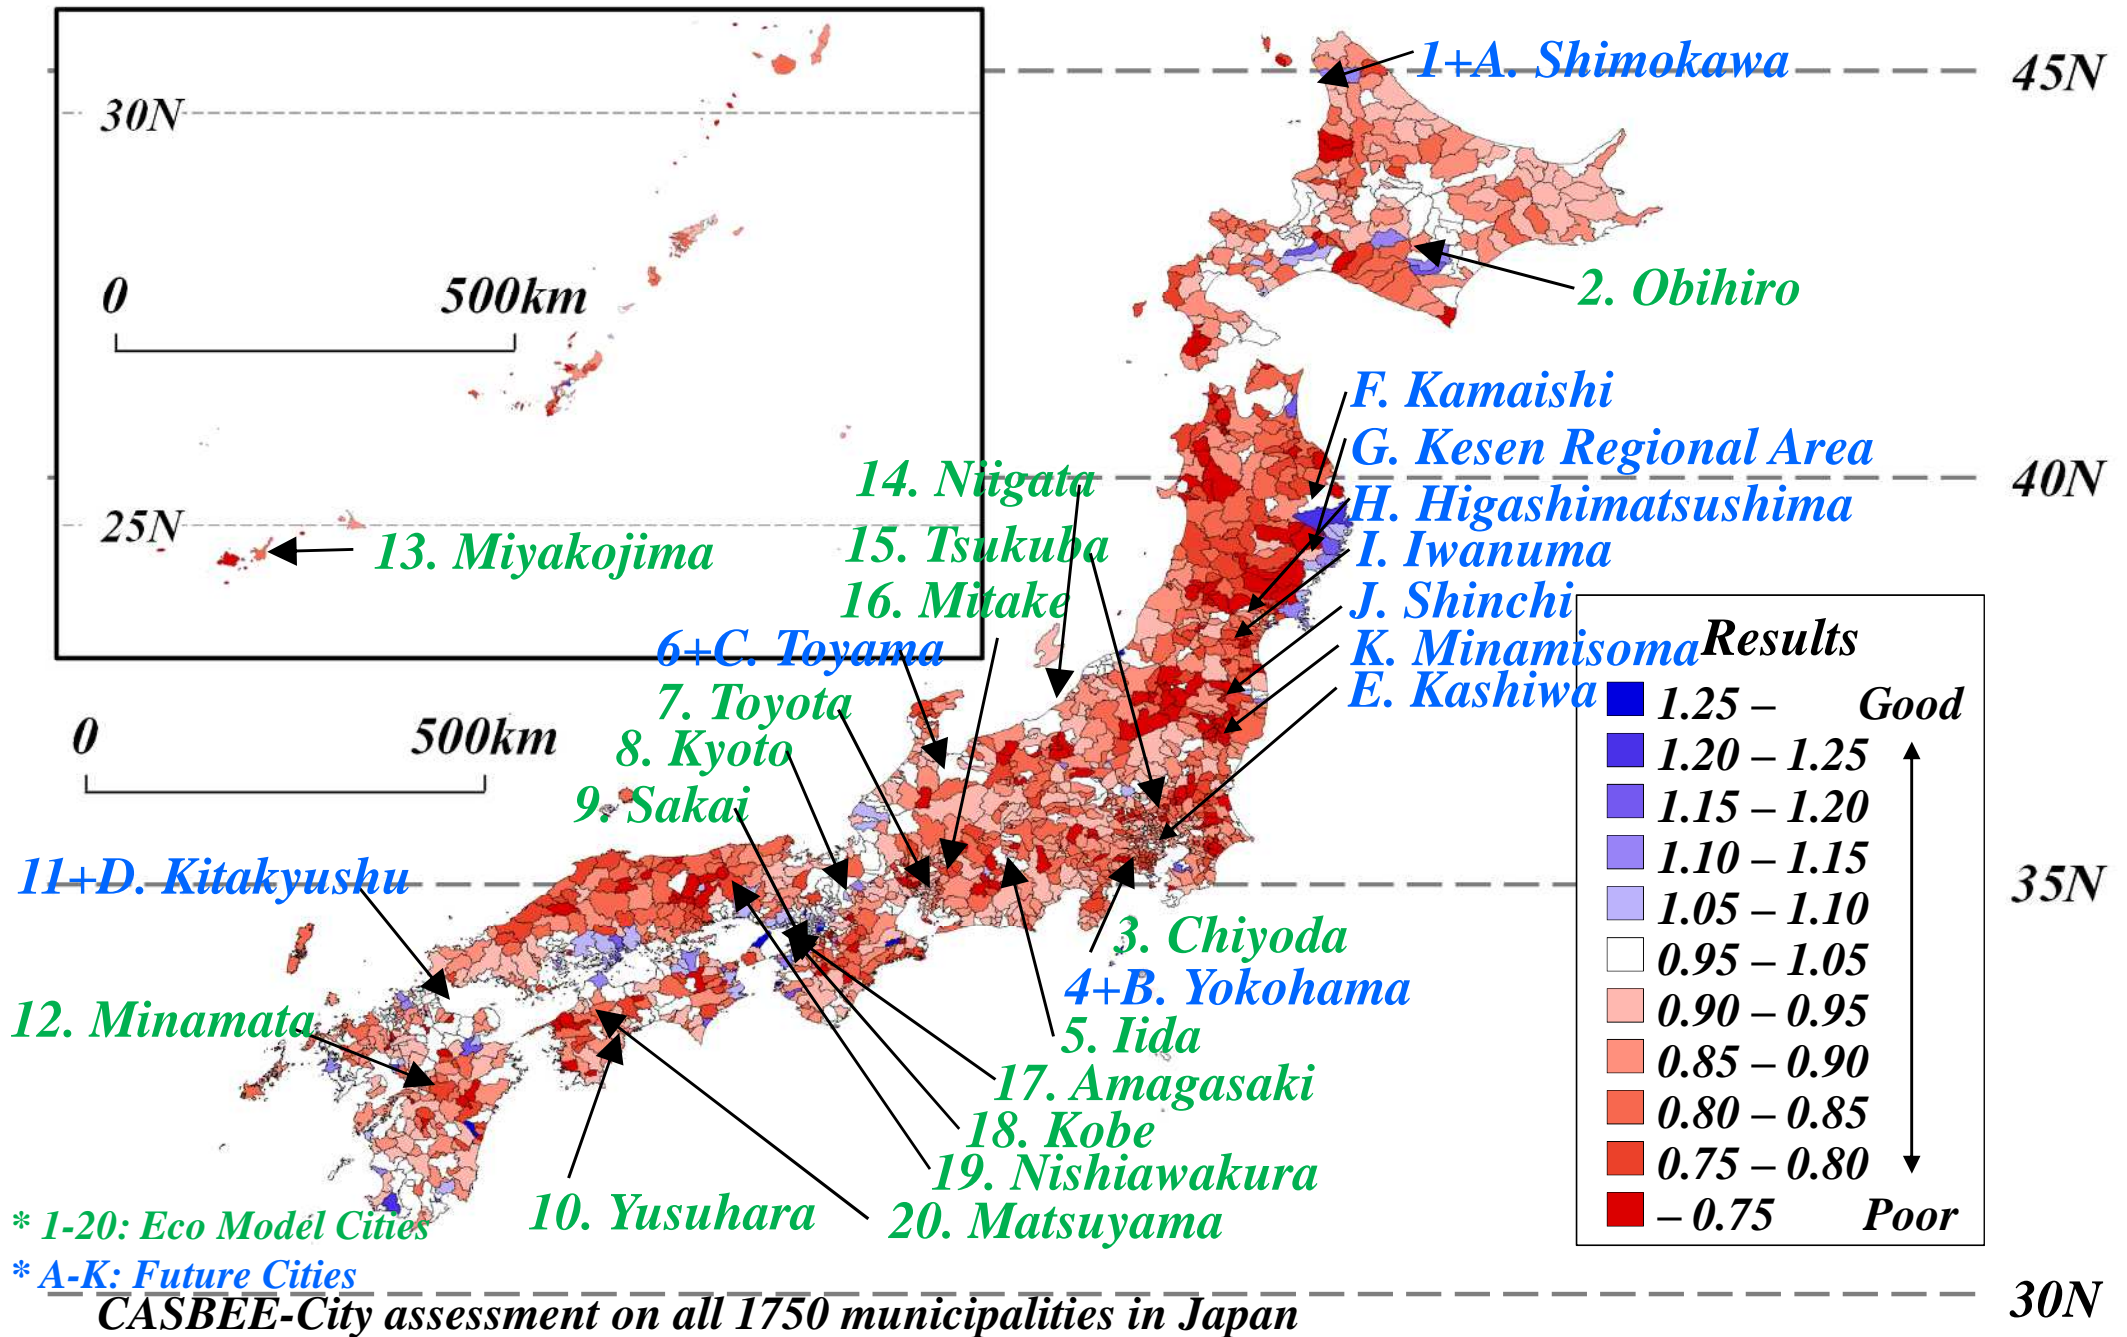 1+A. Shimokawa
45N
30N
2. Obihiro
0 500km
F. Kamaishi
G. Kesen Regional Area
14. Niigata
40N
H. Higashimatsushima
25N
15. Tsukuba
13. Miyakojima
I. Iwanuma
16. Mitake
J. Shinchi
6+C. Toyama
K. Minamisoma
7. Toyota
E. Kashiwa
0 500km
8. Kyoto
9. Sakai
Results
1.25 – Good
1.20 – 1.25
1.15 – 1.20
1.10 – 1.15
1.05 – 1.10
0.95 – 1.05
0.90 – 0.95
0.85 – 0.90
0.80 – 0.85
0.75 – 0.80
– 0.75 Poor
11+D. Kitakyushu
35N
3. Chiyoda
4+B. Yokohama
12. Minamata
5. Iida
17. Amagasaki
18. Kobe
19. Nishiawakura
10. Yusuhara
20. Matsuyama
* 1-20: Eco Model Cities
* A-K: Future Cities
30N
CASBEE-City assessment on all 1750 municipalities in Japan